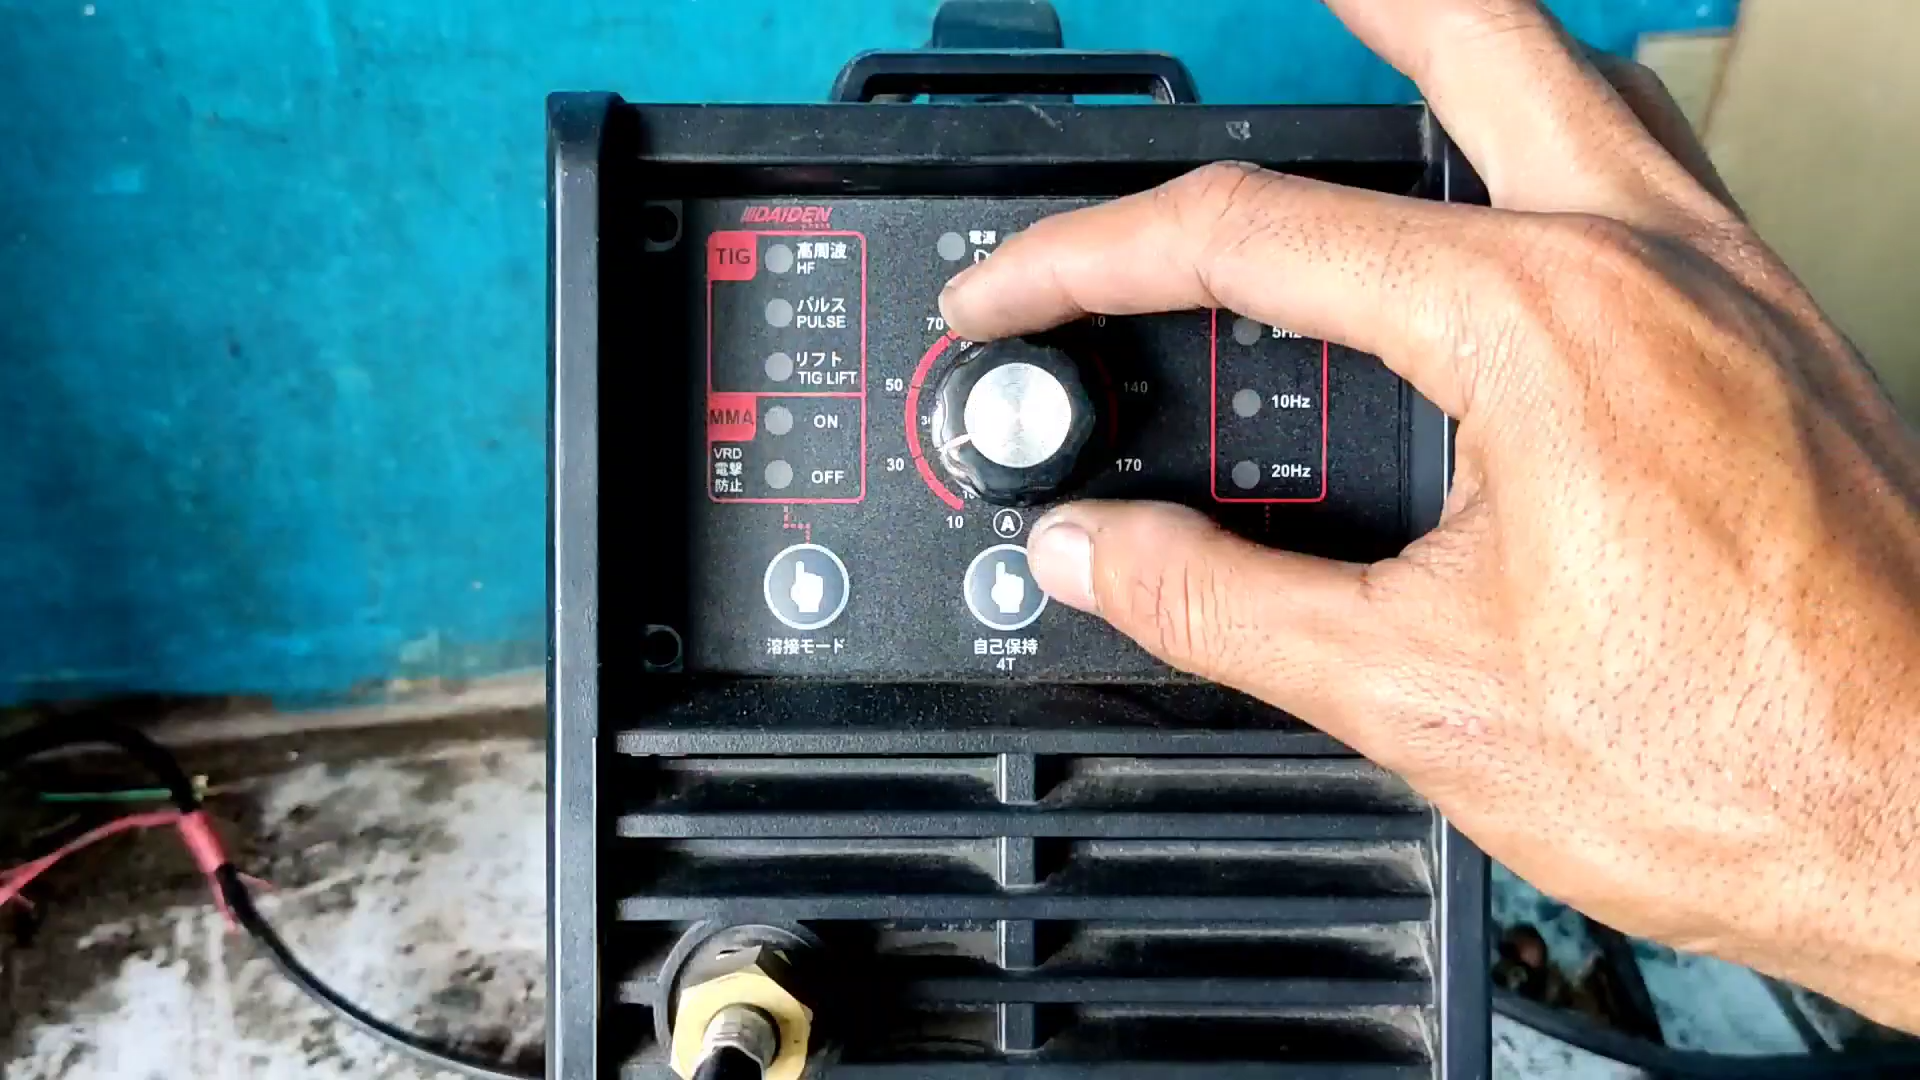 DAIDEN
TIG
高周波
HF
パルス
PULSE
リフト
TIG LIFT
MMA
ON
VRD
電撃
防止
OFF
溶接モード
電源
70
50
30
10
140
170
A
自己保持
4T
10Hz
20Hz